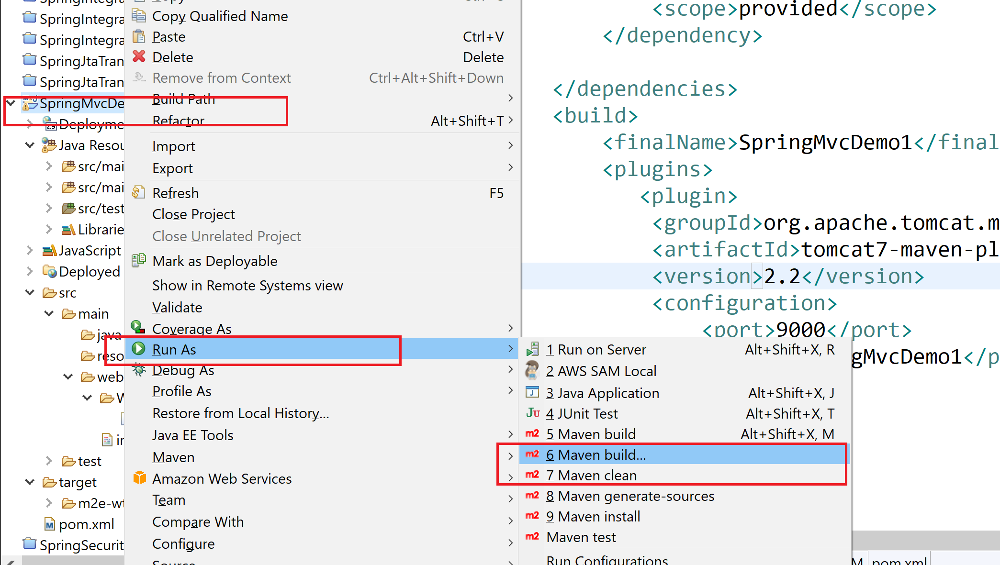 SpringIntegra
SpringIntegra
SpringIntegra
SpringJtaTran
SpringJtaTran
SpringMvcDe
Deployme
Java Resou
src/mai
src/mai
src/test
Librarie
JavaScript
Deployed
src
main
java
reso
web
W
in
test
target
m2e-wt
pom.xml
SpringSecurit
Copy Ctrl+C
Copy Qualified Name
Paste Ctrl+V
Delete Delete
Remove from Context Ctrl+Alt+Shift+Down
Build Path
Refactor Alt+Shift+T
Import
Export
Refresh F5
Close Project
Close Unrelated Project
Mark as Deployable
Show in Remote Systems view
Validate
Coverage As
Run As
Debug As
Profile As
Restore from Local History...
Java EE Tools
Maven
Amazon Web Services
Team
Compare With
Configure
Source
1 Run on Server Alt+Shift+X, R
2 AWS SAM Local
3 Java Application Alt+Shift+X, J
4 JUnit Test Alt+Shift+X, T
5 Maven build Alt+Shift+X, M
6 Maven build...
7 Maven clean
8 Maven generate-sources
9 Maven install
Maven test
Run Configurations
<scope>provided</scope>
</dependency>
</dependencies>
<build>
<finalName>SpringMvcDemo1</final
<plugins>
<plugin>
<groupId>org.apache.tomcat.m
<artifactId>tomcat7-maven-pl
<version>2.2</version>
<configuration>
<port>9000</port>
gMvcDemo1</p
M pom.xml